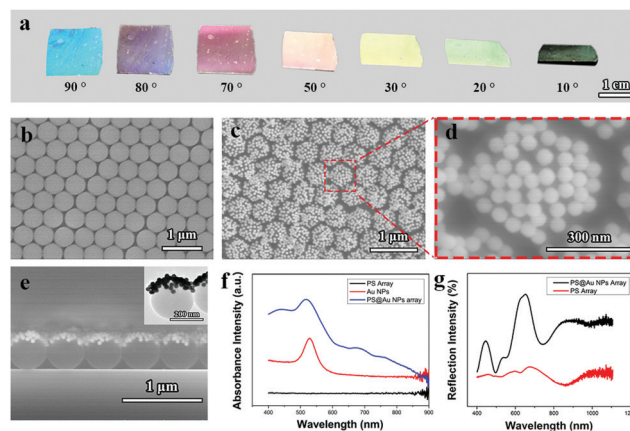 a
90 ° 80 ° 70 ° 50 ° 30 ° 20 ° 10 ° 1 cm
b
1 μm
c
1 μm
d
300 nm
e
200 nm
1 μm
f
PS Array
Au NPs
PS@Au NPs array
Absorbance Intensity (a.u.)
400 500 600 700 800 900
Wavelength (nm)
g
PS@Au NPs array
PS Array
Reflection Intensity (%)
400 600 800 1000
Wavelength (nm)